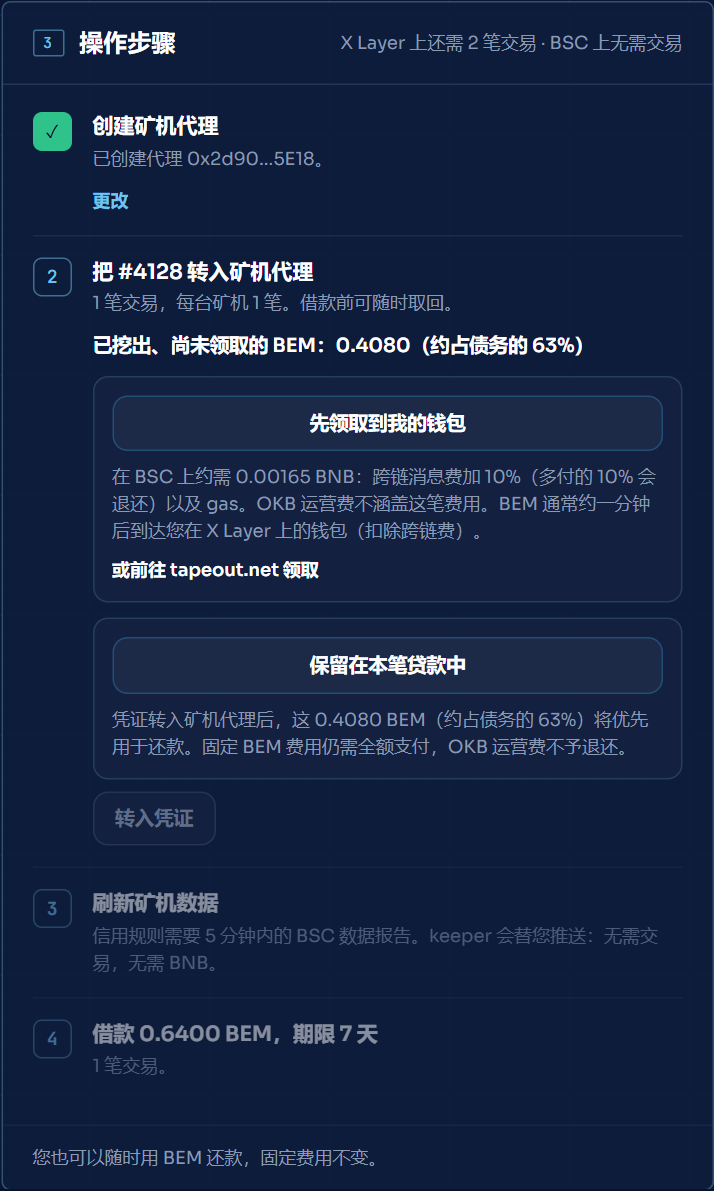 3 操作步骤 X Layer 上还需 2 笔交易 · BSC 上无需交易
✓ 创建矿机代理
已创建代理 0x2d90...5E18。
更改
2 把 #4128 转入矿机代理
1 笔交易，每台矿机 1 笔。借款前可随时取回。
已挖出、尚未领取的 BEM：0.4080（约占债务的 63%）
先领取到我的钱包
在 BSC 上约需 0.00165 BNB：跨链消息费加 10%（多付的 10% 会
退还）以及 gas。OKB 运营费不涵盖这笔费用。BEM 通常约一分钟
后到达您在 X Layer 上的钱包（扣除跨链费）。
或前往 tapeout.net 领取
保留在本笔贷款中
凭证转入矿机代理后，这 0.4080 BEM（约占债务的 63%）将优先
用于还款。固定 BEM 费用仍需全额支付，OKB 运营费不予退还。
转入凭证
3 刷新矿机数据
信用规则需要 5 分钟内的 BSC 数据报告。keeper 会替您推送：无需交
易，无需 BNB。
4 借款 0.6400 BEM，期限 7 天
1 笔交易。
您也可以随时用 BEM 还款，固定费用不变。